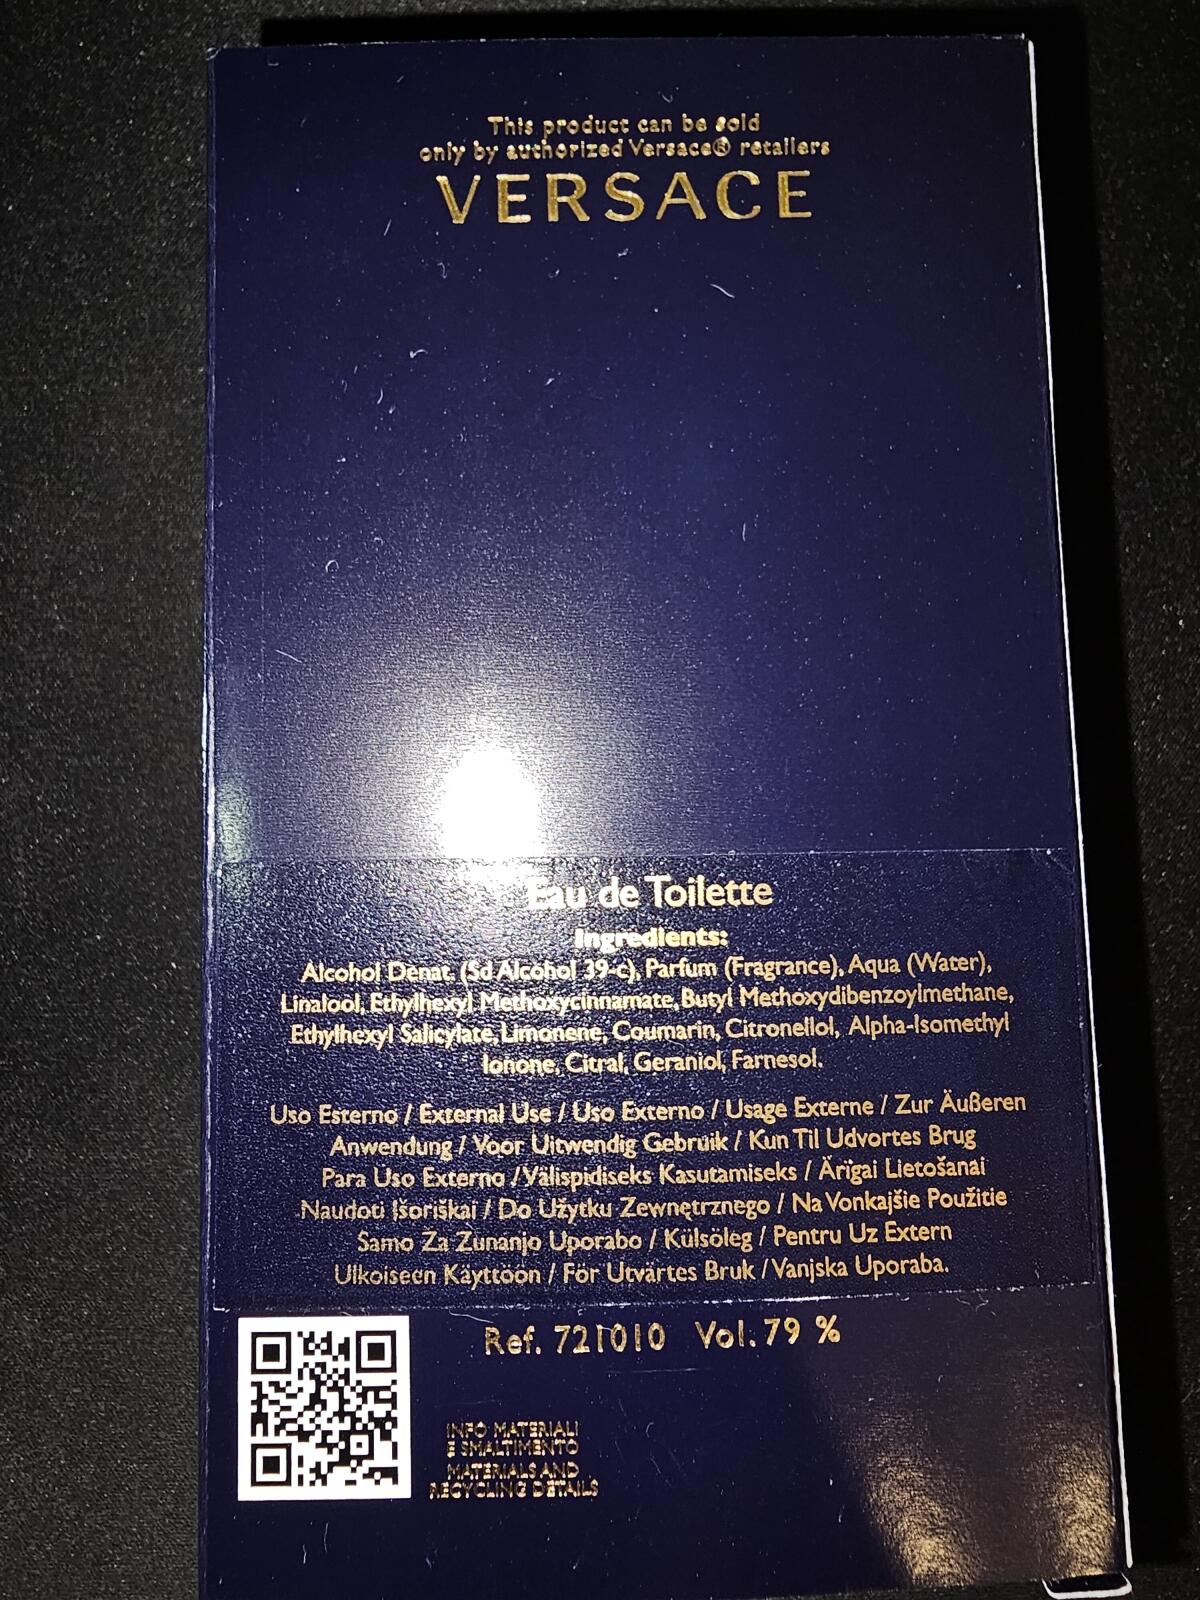 This product can be sold
only by authorized Versace® retailers
VERSACE
Eau de Toilette
Ingredients:
Alcohol Denat. (Sd Alcohol 39-c), Parfum (Fragrance), Aqua (Water),
Linalool, Ethylhexyl Methoxycinnamate, Butyl Methoxydibenzoylmethane,
Ethylhexyl Salicylate, Limonene, Coumarin, Citronellol, Alpha-Isomethyl
Ionone, Citral, Geraniol, Farnesol.
Uso Esterno / External Use / Uso Externo / Usage Externe / Zur Äußeren
Anwendung / Voor Uitwendig Gebruik / Kun Til Udvortes Brug
Para Uso Externo / Välispidiseks Kasutamiseks / Ārīgai Lietošanai
Naudoti Išoriškai / Do Użytku Zewnętrznego / Na Vonkajšie Použitie
Samo Za Zunanjo Uporabo / Külsöleg / Pentru Uz Extern
Ulkoiseen Käyttöön / För Utvärtes Bruk / Vanjska Uporaba.
Ref. 721010 Vol. 79 %
INFO MATERIALI
E SMALTIMENTO
MATERIALS AND
RECYCLING DETAILS